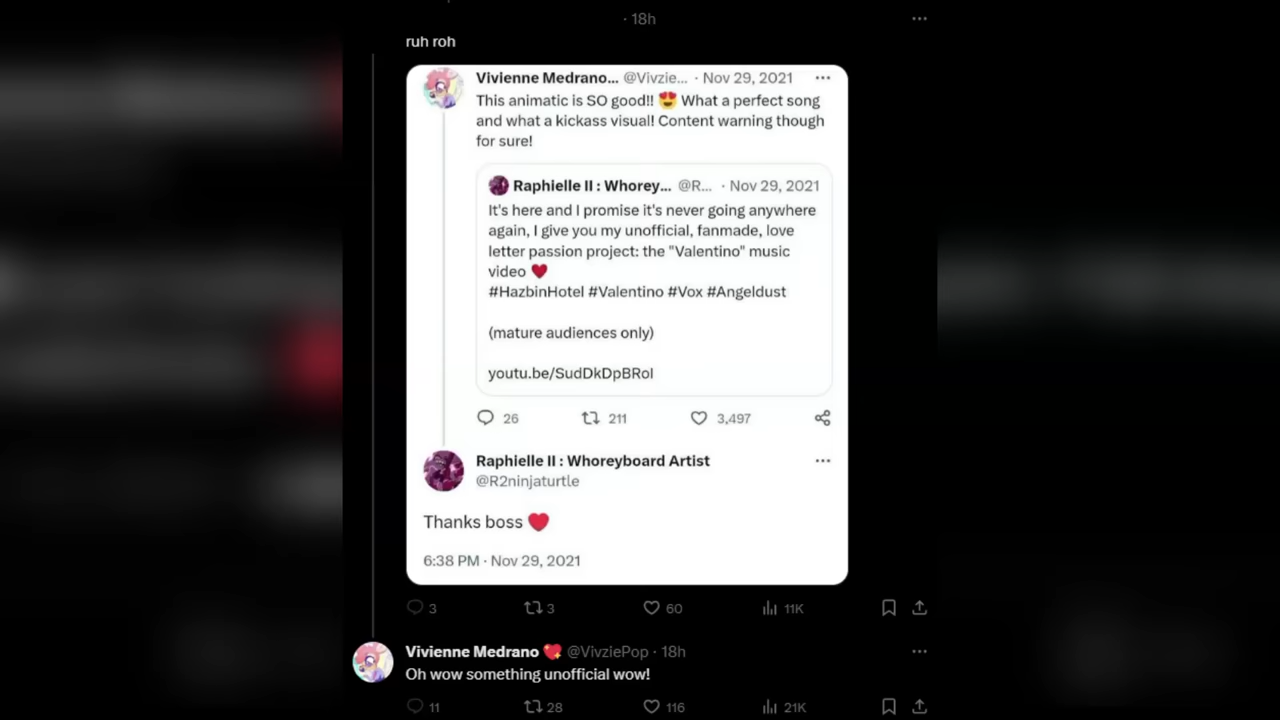 · 18h
ruh roh
Vivienne Medrano... @Vivzie... · Nov 29, 2021
This animatic is SO good!! 😍 What a perfect song
and what a kickass visual! Content warning though
for sure!
Raphielle II : Whorey... @R... · Nov 29, 2021
It's here and I promise it's never going anywhere
again, I give you my unofficial, fanmade, love
letter passion project: the "Valentino" music
video ♥️
#HazbinHotel #Valentino #Vox #Angeldust
(mature audiences only)
youtu.be/SudDkDpBRoI
26 211 3,497
Raphielle II : Whoreyboard Artist
@R2ninjaturtle
Thanks boss ♥️
6:38 PM · Nov 29, 2021
3 3 60 11K
Vivienne Medrano 💖 @VivziePop · 18h
Oh wow something unofficial wow!
11 28 116 21K